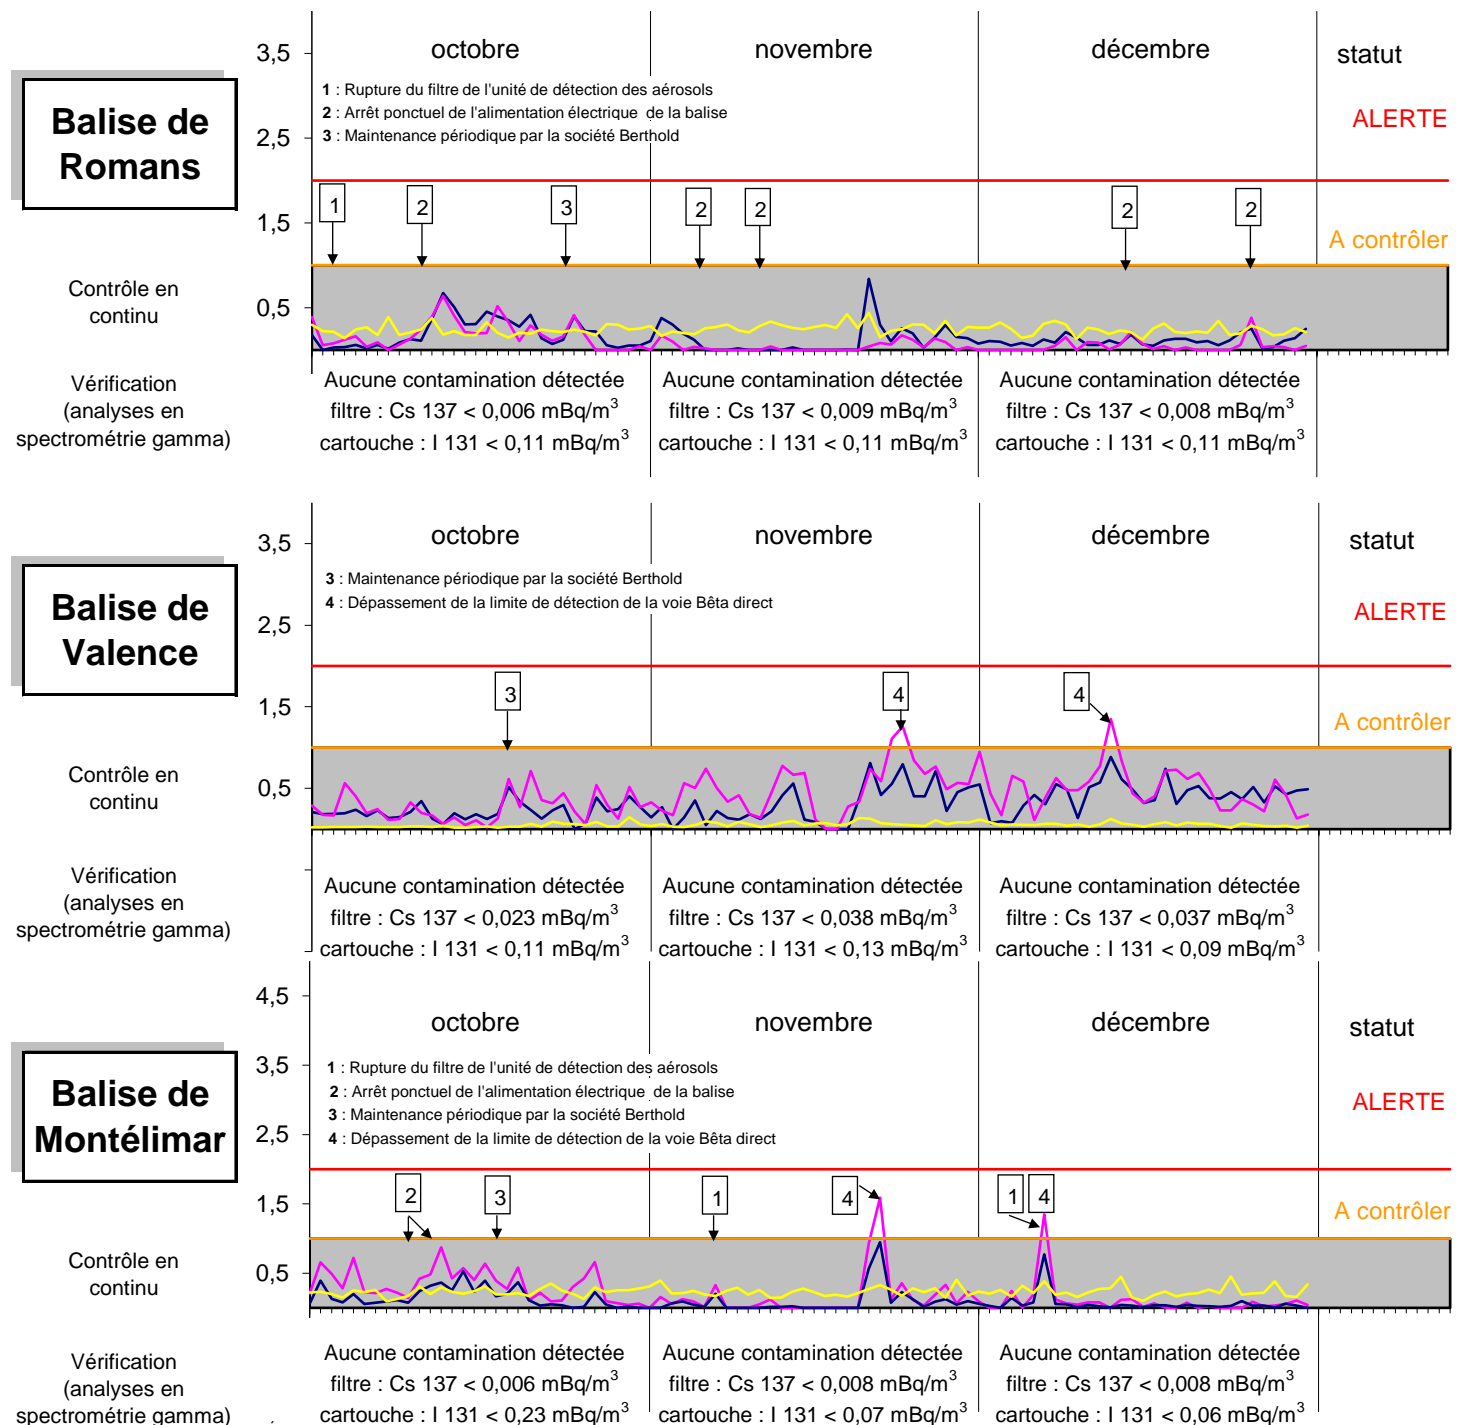 octobre novembre décembre statut
3,5
1 : Rupture du filtre de l'unité de détection des aérosols
2 : Arrêt ponctuel de l'alimentation électrique de la balise
3 : Maintenance périodique par la société Berthold
Balise de
Romans
ALERTE
2,5
1 2 3 2 2 2 2
1,5
A contrôler
Contrôle en
continu
0,5
Vérification
(analyses en
spectrométrie gamma)
Aucune contamination détectée
filtre : Cs 137 < 0,006 mBq/m³
cartouche : I 131 < 0,11 mBq/m³
Aucune contamination détectée
filtre : Cs 137 < 0,009 mBq/m³
cartouche : I 131 < 0,11 mBq/m³
Aucune contamination détectée
filtre : Cs 137 < 0,008 mBq/m³
cartouche : I 131 < 0,11 mBq/m³
octobre novembre décembre statut
3,5
3 : Maintenance périodique par la société Berthold
4 : Dépassement de la limite de détection de la voie Bêta direct
Balise de
Valence
ALERTE
2,5
3 4 4
1,5
A contrôler
Contrôle en
continu
0,5
Vérification
(analyses en
spectrométrie gamma)
Aucune contamination détectée
filtre : Cs 137 < 0,023 mBq/m³
cartouche : I 131 < 0,11 mBq/m³
Aucune contamination détectée
filtre : Cs 137 < 0,038 mBq/m³
cartouche : I 131 < 0,13 mBq/m³
Aucune contamination détectée
filtre : Cs 137 < 0,037 mBq/m³
cartouche : I 131 < 0,09 mBq/m³
4,5
octobre novembre décembre statut
3,5
1 : Rupture du filtre de l'unité de détection des aérosols
2 : Arrêt ponctuel de l'alimentation électrique de la balise
3 : Maintenance périodique par la société Berthold
4 : Dépassement de la limite de détection de la voie Bêta direct
Balise de
Montélimar
ALERTE
2,5
2 3 1 4 1 4
1,5
A contrôler
Contrôle en
continu
0,5
Vérification
(analyses en
spectrométrie gamma)
Aucune contamination détectée
filtre : Cs 137 < 0,006 mBq/m³
cartouche : I 131 < 0,23 mBq/m³
Aucune contamination détectée
filtre : Cs 137 < 0,008 mBq/m³
cartouche : I 131 < 0,07 mBq/m³
Aucune contamination détectée
filtre : Cs 137 < 0,008 mBq/m³
cartouche : I 131 < 0,06 mBq/m³